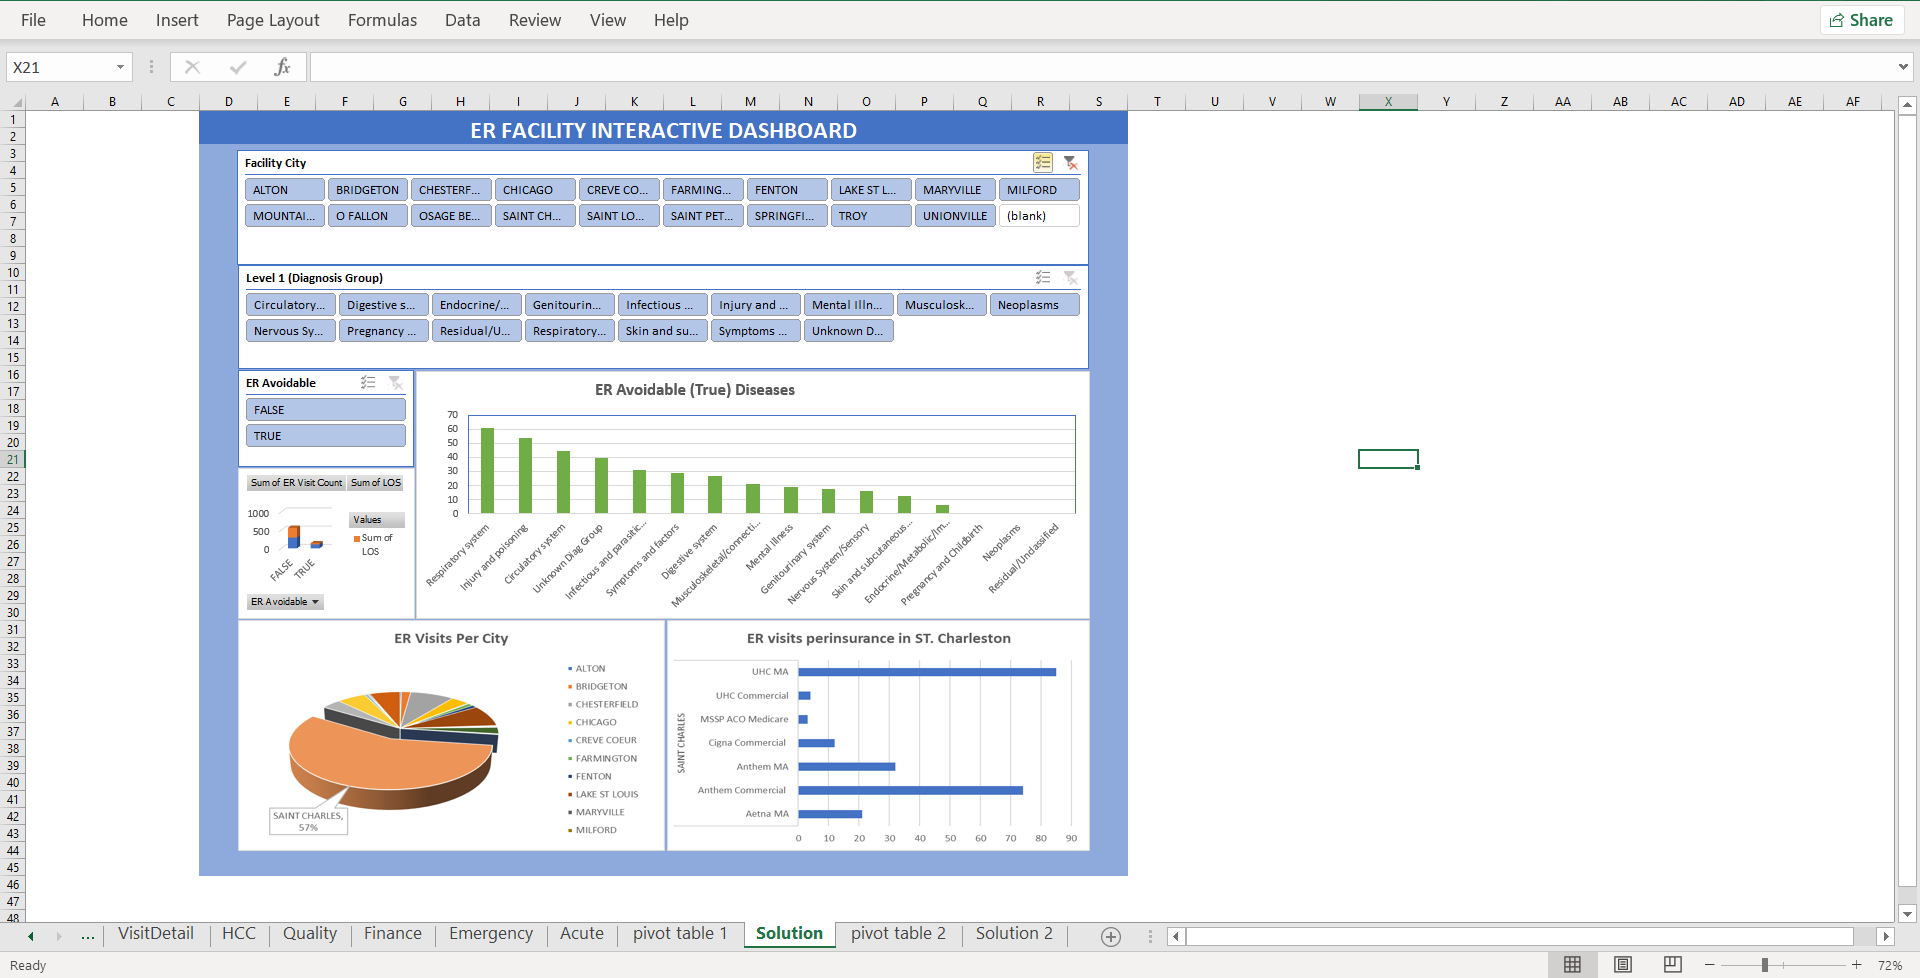 File Home Insert Page Layout Formulas Data Review View Help Share
X21 fx
A B C D E F G H I J K L M N O P Q R S T U V W X Y Z AA AB AC AD AE AF
1
2
3
4
5
6
7
8
9
10
11
12
13
14
15
16
17
18
19
20
21
22
23
24
25
26
27
28
29
30
31
32
33
34
35
36
37
38
39
40
41
42
43
44
45
46
47
48
ER FACILITY INTERACTIVE DASHBOARD
Facility City
ALTON BRIDGETON CHESTERF... CHICAGO CREVE CO... FARMING... FENTON LAKE ST L... MARYVILLE MILFORD
MOUNTAI... O FALLON OSAGE BE... SAINT CH... SAINT LO... SAINT PET... SPRINGFI... TROY UNIONVILLE (blank)
Level 1 (Diagnosis Group)
Circulatory... Digestive s... Endocrine/... Genitourin... Infectious ... Injury and ... Mental Illn... Musculosk... Neoplasms
Nervous Sy... Pregnancy ... Residual/U... Respiratory... Skin and su... Symptoms ... Unknown D...
ER Avoidable
FALSE
TRUE
Sum of ER Visit Count Sum of LOS
1000
500
0
FALSE
TRUE
Values
Sum of
LOS
ER Avoidable
ER Avoidable (True) Diseases
70
60
50
40
30
20
10
0
Respiratory system
Injury and poisoning
Circulatory system
Unknown Diag Group
Infectious and parasitic...
Symptoms and factors
Digestive system
Musculoskeletal/connecti...
Mental Illness
Genitourinary system
Nervous System/Sensory
Skin and subcutaneous...
Endocrine/Metabolic/Im...
Pregnancy and Childbirth
Neoplasms
Residual/Unclassified
ER Visits Per City
SAINT CHARLES,
57%
ALTON
BRIDGETON
CHESTERFIELD
CHICAGO
CREVE COEUR
FARMINGTON
FENTON
LAKE ST LOUIS
MARYVILLE
MILFORD
ER visits perinsurance in ST. Charleston
SAINT CHARLES
UHC MA
UHC Commercial
MSSP ACO Medicare
Cigna Commercial
Anthem MA
Anthem Commercial
Aetna MA
0 10 20 30 40 50 60 70 80 90
... VisitDetail HCC Quality Finance Emergency Acute pivot table 1 Solution pivot table 2 Solution 2
Ready 72%